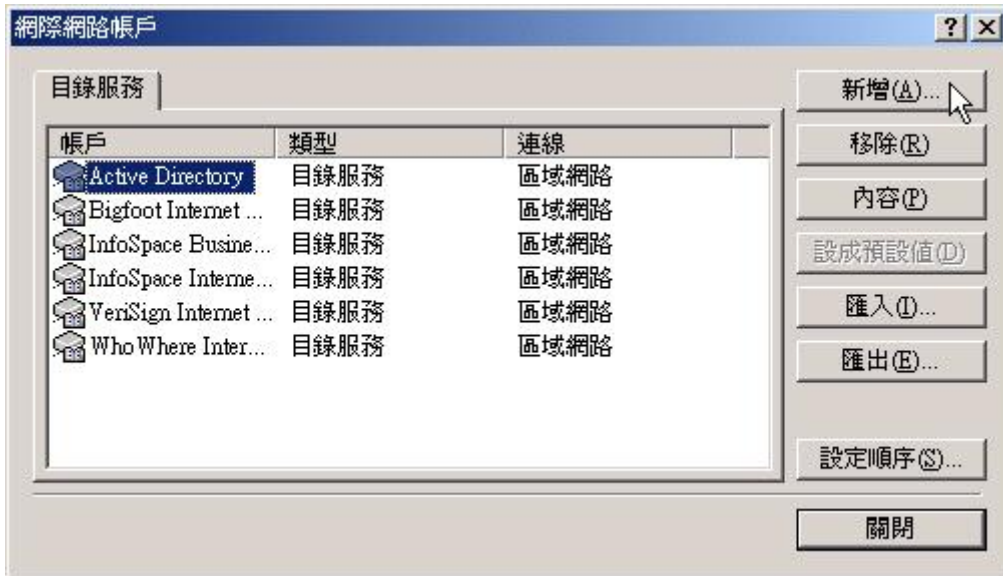 網際網路帳戶
目錄服務
帳戶 類型 連線
Active Directory 目錄服務 區域網路
Bigfoot Internet ... 目錄服務 區域網路
InfoSpace Busine... 目錄服務 區域網路
InfoSpace Interne... 目錄服務 區域網路
VeriSign Internet ... 目錄服務 區域網路
WhoWhere Inter... 目錄服務 區域網路
新增(A)...
移除(R)
內容(P)
設成預設值(D)
匯入(I)...
匯出(E)...
設定順序(S)...
關閉